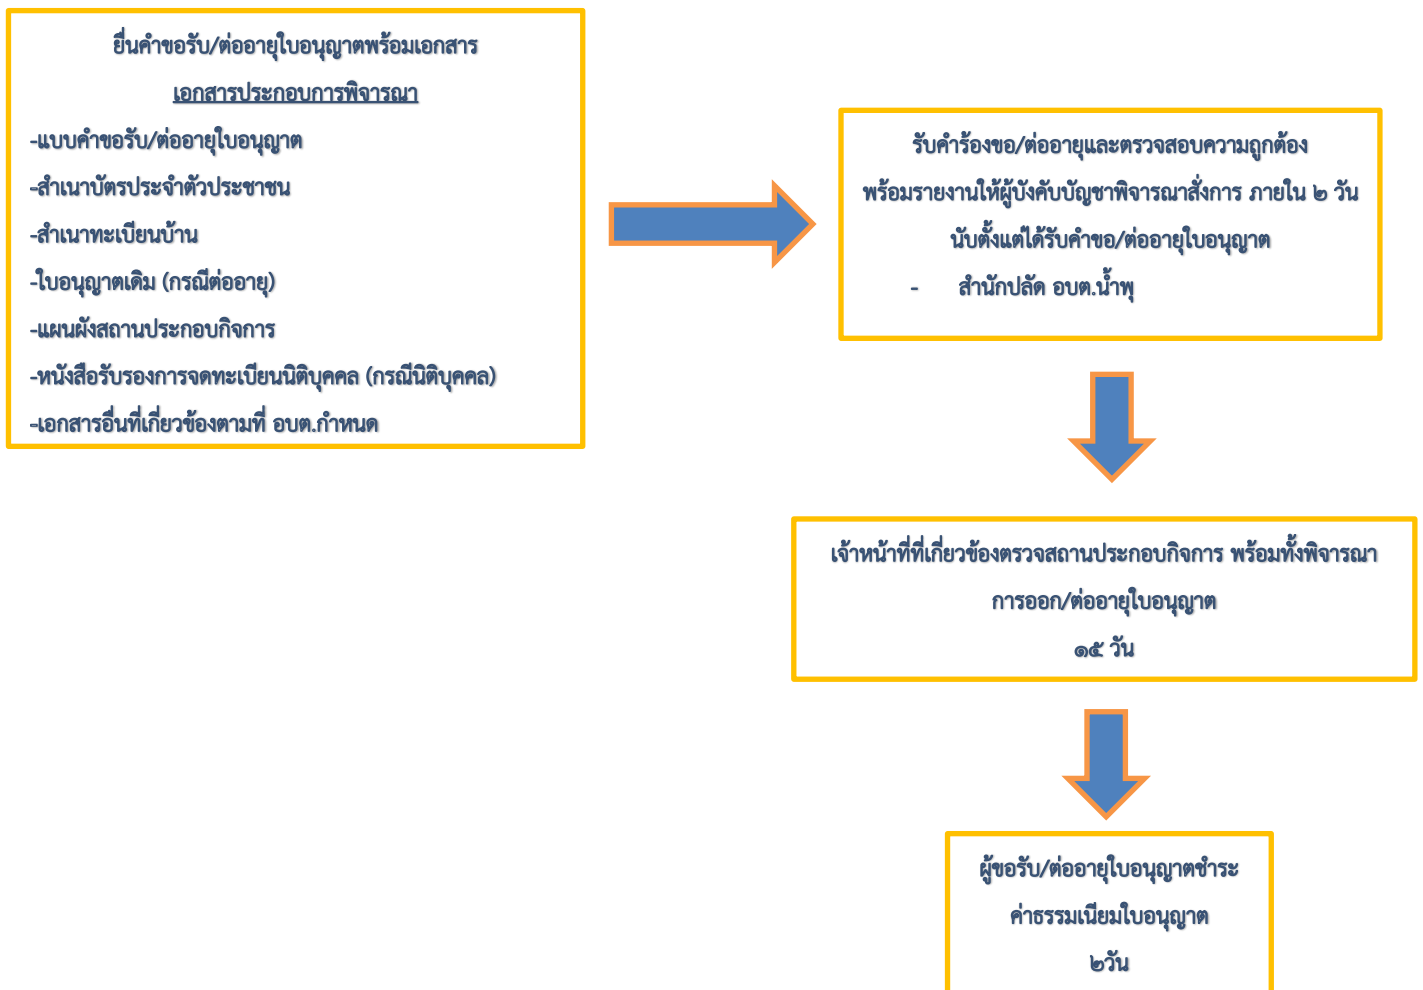 ยื่นคำขอรับ/ต่ออายุใบอนุญาตพร้อมเอกสาร
เอกสารประกอบการพิจารณา
-แบบคำขอรับ/ต่ออายุใบอนุญาต
-สำเนาบัตรประจำตัวประชาชน
-สำเนาทะเบียนบ้าน
-ใบอนุญาตเดิม (กรณีต่ออายุ)
-แผนผังสถานประกอบกิจการ
-หนังสือรับรองการจดทะเบียนนิติบุคคล (กรณีนิติบุคคล)
-เอกสารอื่นที่เกี่ยวข้องตามที่ อบต.กำหนด
รับคำร้องขอ/ต่ออายุและตรวจสอบความถูกต้อง
พร้อมรายงานให้ผู้บังคับบัญชาพิจารณาสั่งการ ภายใน ๒ วัน
นับตั้งแต่ได้รับคำขอ/ต่ออายุใบอนุญาต
- สำนักปลัด อบต.น้ำพุ
เจ้าหน้าที่ที่เกี่ยวข้องตรวจสถานประกอบกิจการ พร้อมทั้งพิจารณา
การออก/ต่ออายุใบอนุญาต
๑๕ วัน
ผู้ขอรับ/ต่ออายุใบอนุญาตชำระ
ค่าธรรมเนียมใบอนุญาต
๒วัน